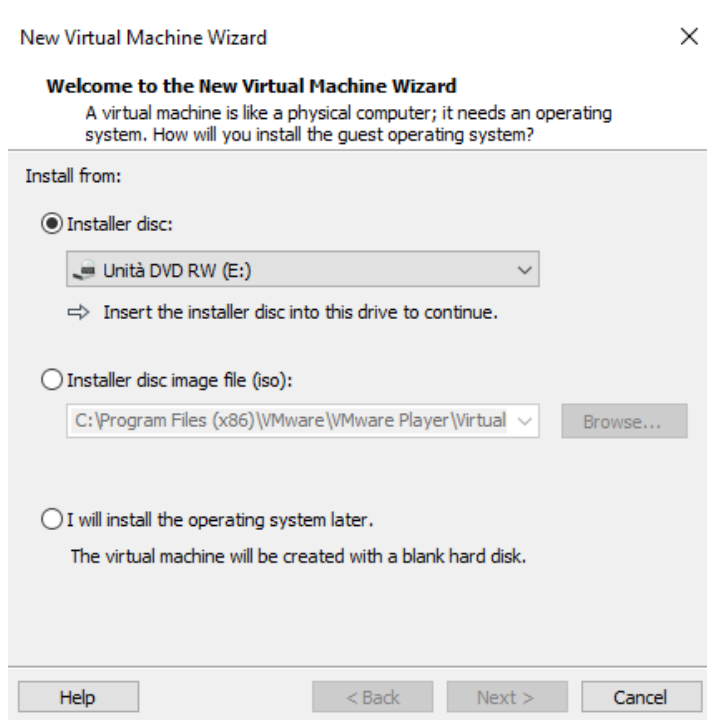 New Virtual Machine Wizard
Welcome to the New Virtual Machine Wizard
A virtual machine is like a physical computer; it needs an operating
system. How will you install the guest operating system?
Install from:
Installer disc:
Unità DVD RW (E:)
Insert the installer disc into this drive to continue.
Installer disc image file (iso):
C:\Program Files (x86)\VMware\VMware Player\Virtual
Browse...
I will install the operating system later.
The virtual machine will be created with a blank hard disk.
Help
< Back
Next >
Cancel